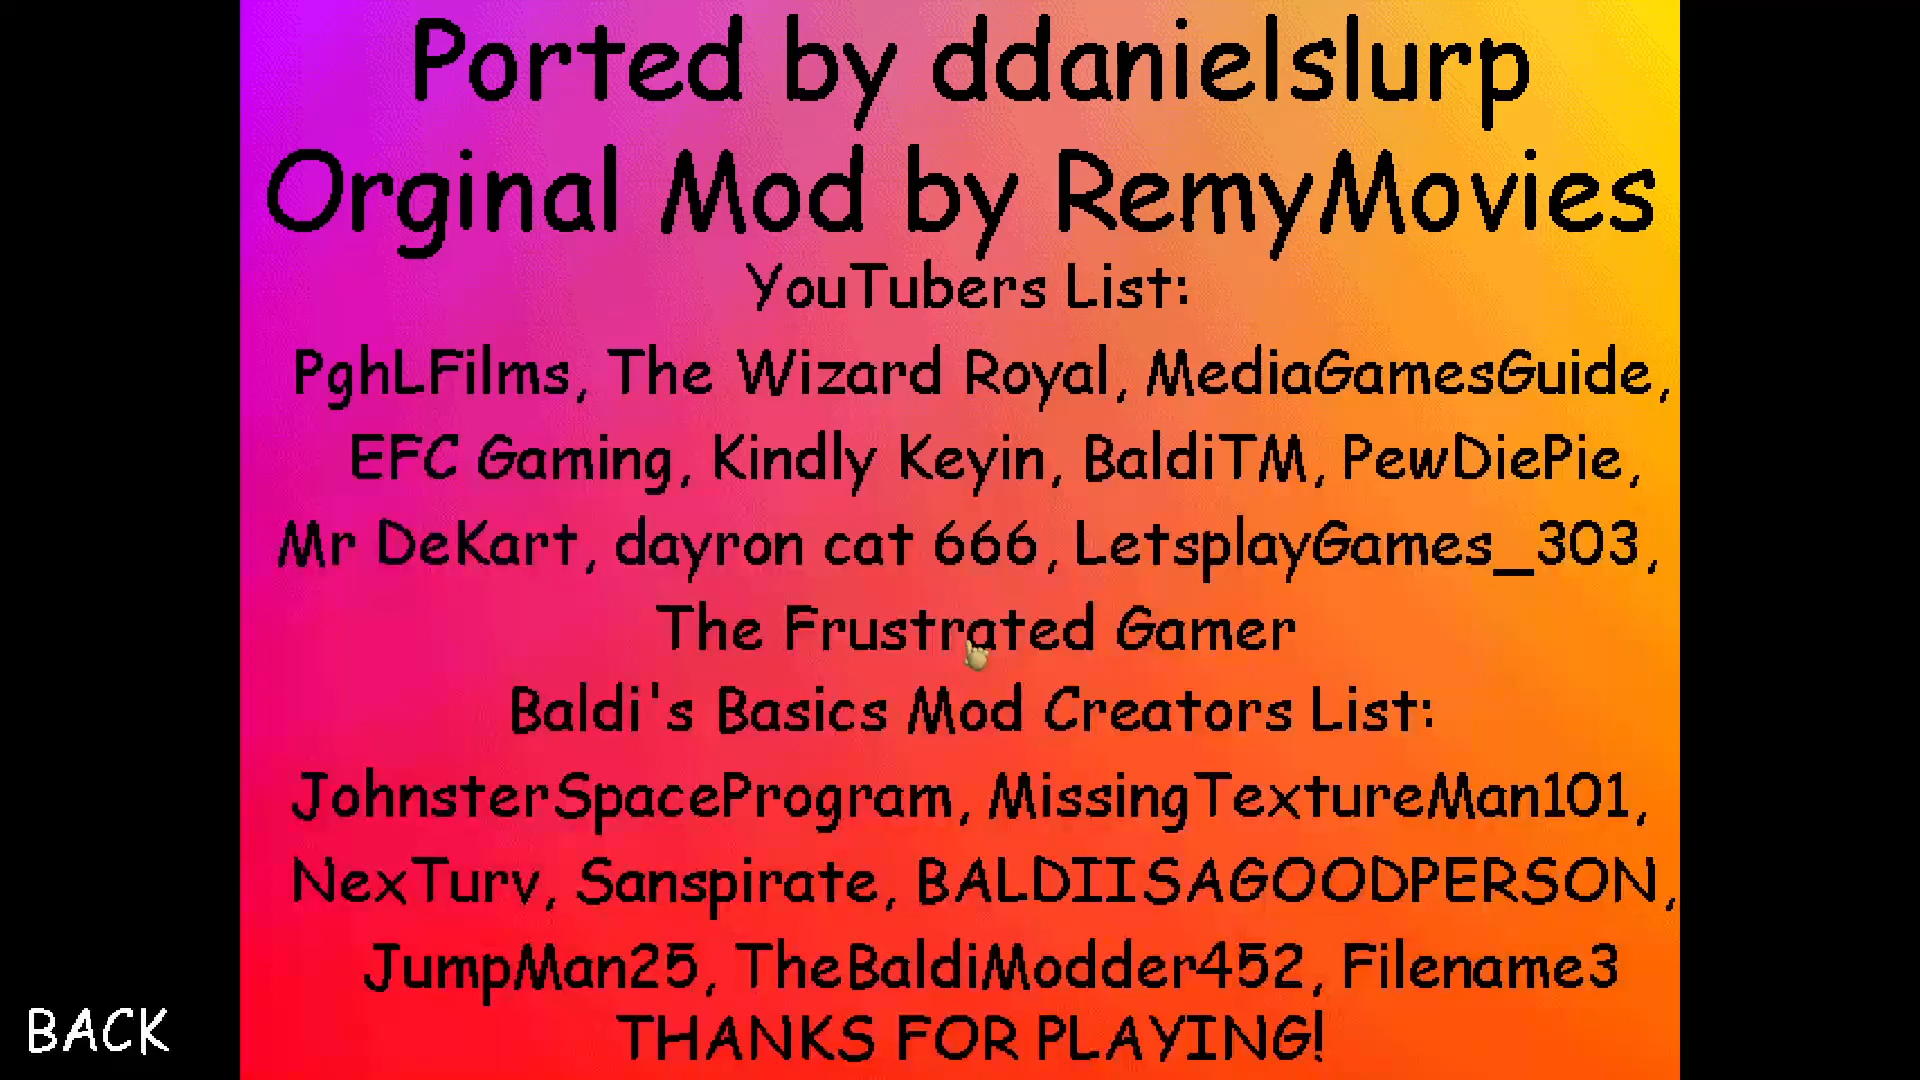 Ported by ddanielslurp
Orginal Mod by RemyMovies
YouTubers List:
PghLFilms, The Wizard Royal, MediaGamesGuide,
EFC Gaming, Kindly Keyin, BaldiTM, PewDiePie,
Mr DeKart, dayron cat 666, LetsplayGames_303,
The Frustrated Gamer
Baldi's Basics Mod Creators List:
JohnsterSpaceProgram, MissingTextureMan101,
NexTurv, Sanspirate, BALDIISAGOODPERSON,
JumpMan25, TheBaldiModder452, Filename3
THANKS FOR PLAYING!
BACK